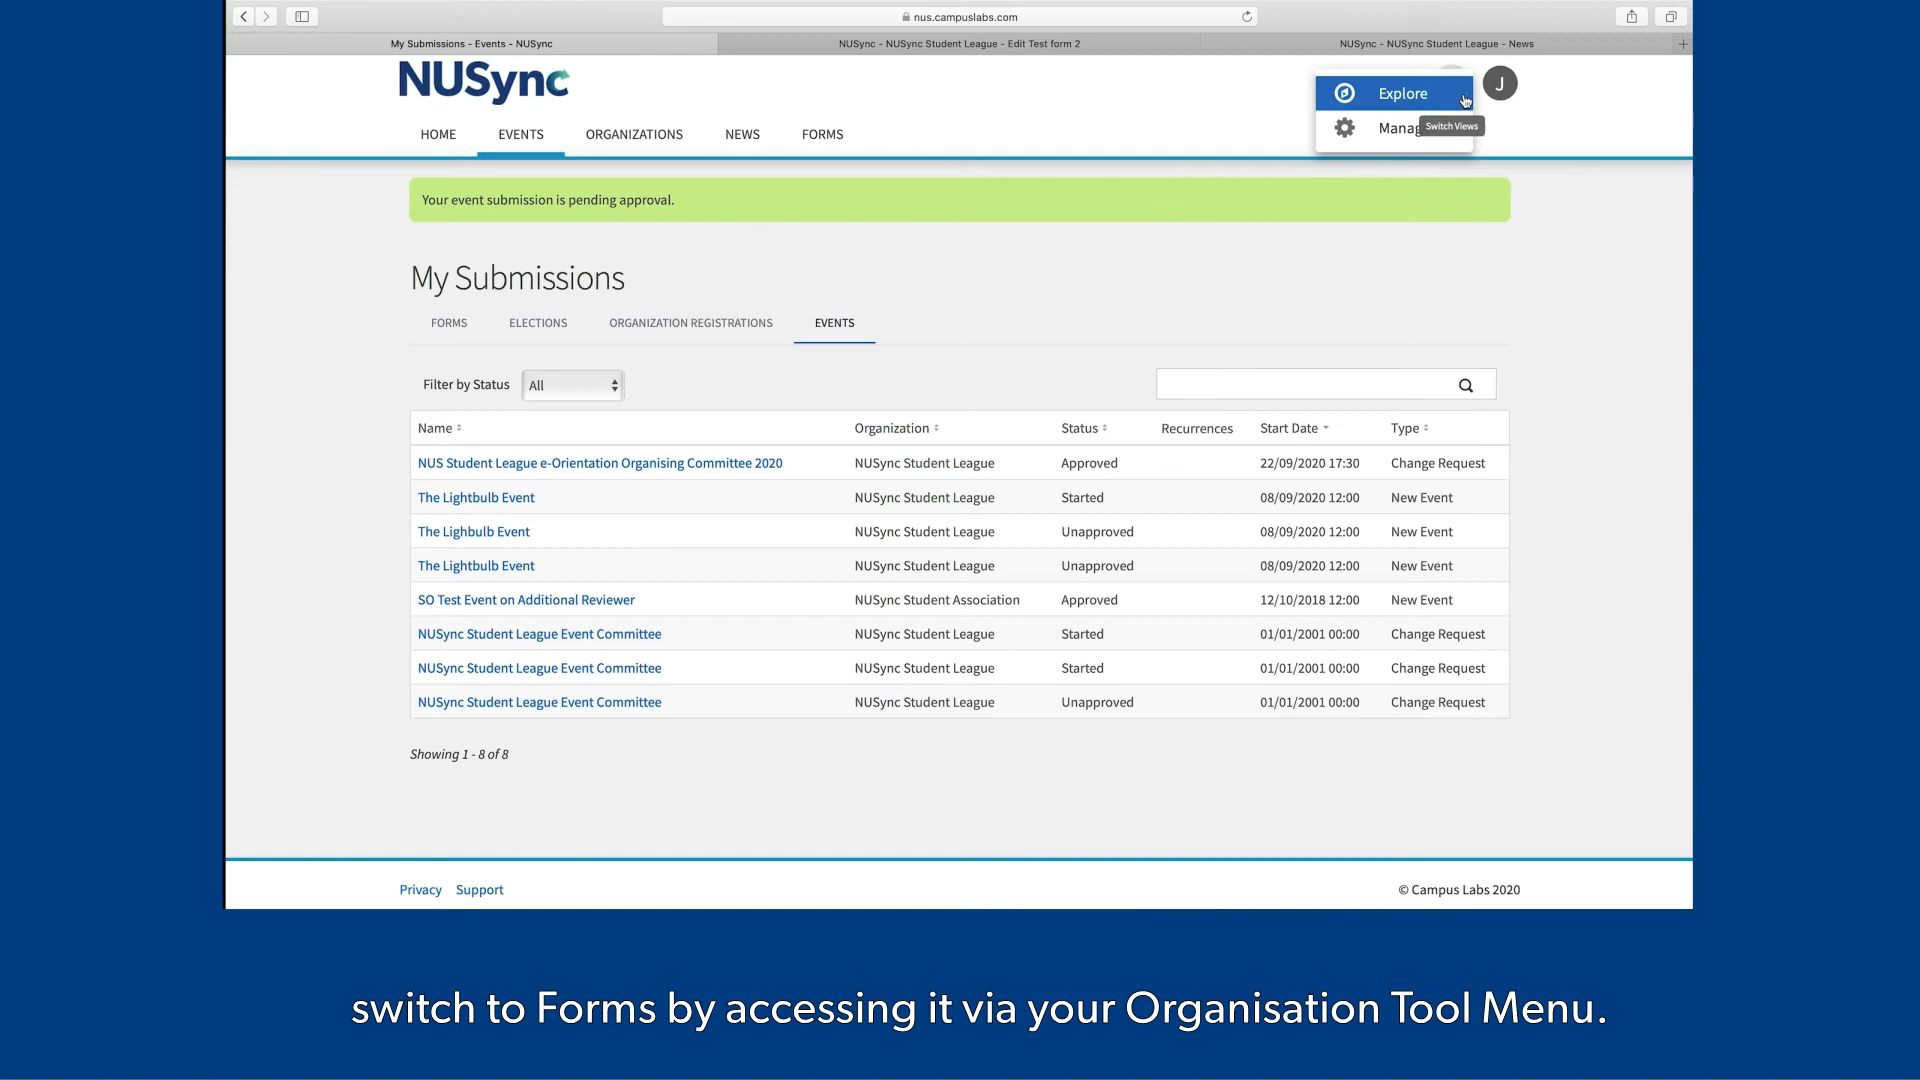 nus.campuslabs.com
My Submissions - Events - NUSync
NUSync - NUSync Student League - Edit Test form 2
NUSync - NUSync Student League - News
NUSync
J
Explore
Switch Views
HOME EVENTS ORGANIZATIONS NEWS FORMS
Your event submission is pending approval.
My Submissions
FORMS ELECTIONS ORGANIZATION REGISTRATIONS EVENTS
Filter by Status All
Name Organization Status Recurrences Start Date Type
NUS Student League e-Orientation Organising Committee 2020 NUSync Student League Approved 22/09/2020 17:30 Change Request
The Lightbulb Event NUSync Student League Started 08/09/2020 12:00 New Event
The Lighbulb Event NUSync Student League Unapproved 08/09/2020 12:00 New Event
The Lightbulb Event NUSync Student League Unapproved 08/09/2020 12:00 New Event
SO Test Event on Additional Reviewer NUSync Student Association Approved 12/10/2018 12:00 New Event
NUSync Student League Event Committee NUSync Student League Started 01/01/2001 00:00 Change Request
NUSync Student League Event Committee NUSync Student League Started 01/01/2001 00:00 Change Request
NUSync Student League Event Committee NUSync Student League Unapproved 01/01/2001 00:00 Change Request
Showing 1 - 8 of 8
Privacy Support
© Campus Labs 2020
switch to Forms by accessing it via your Organisation Tool Menu.